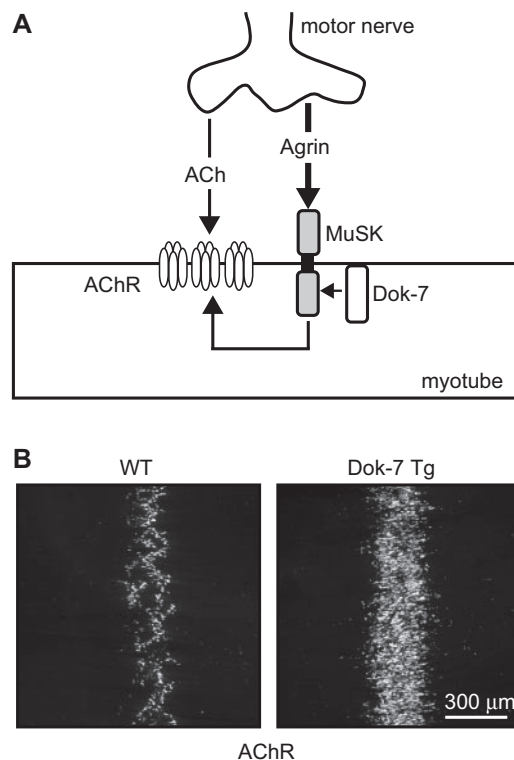 A
motor nerve
Agrin
ACh
MuSK
AChR
Dok-7
myotube
B
WT
Dok-7 Tg
300 μm
AChR